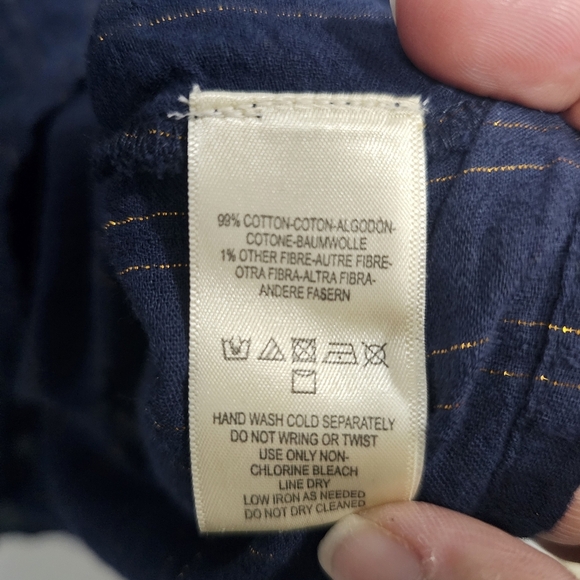 99% COTTON-COTON-ALGODÓN-
COTONE-BAUMWOLLE
1% OTHER FIBRE-AUTRE FIBRE-
OTRA FIBRA-ALTRA FIBRA-
ANDERE FASERN
HAND WASH COLD SEPARATELY
DO NOT WRING OR TWIST
USE ONLY NON-
CHLORINE BLEACH
LINE DRY
LOW IRON AS NEEDED
DO NOT DRY CLEANED